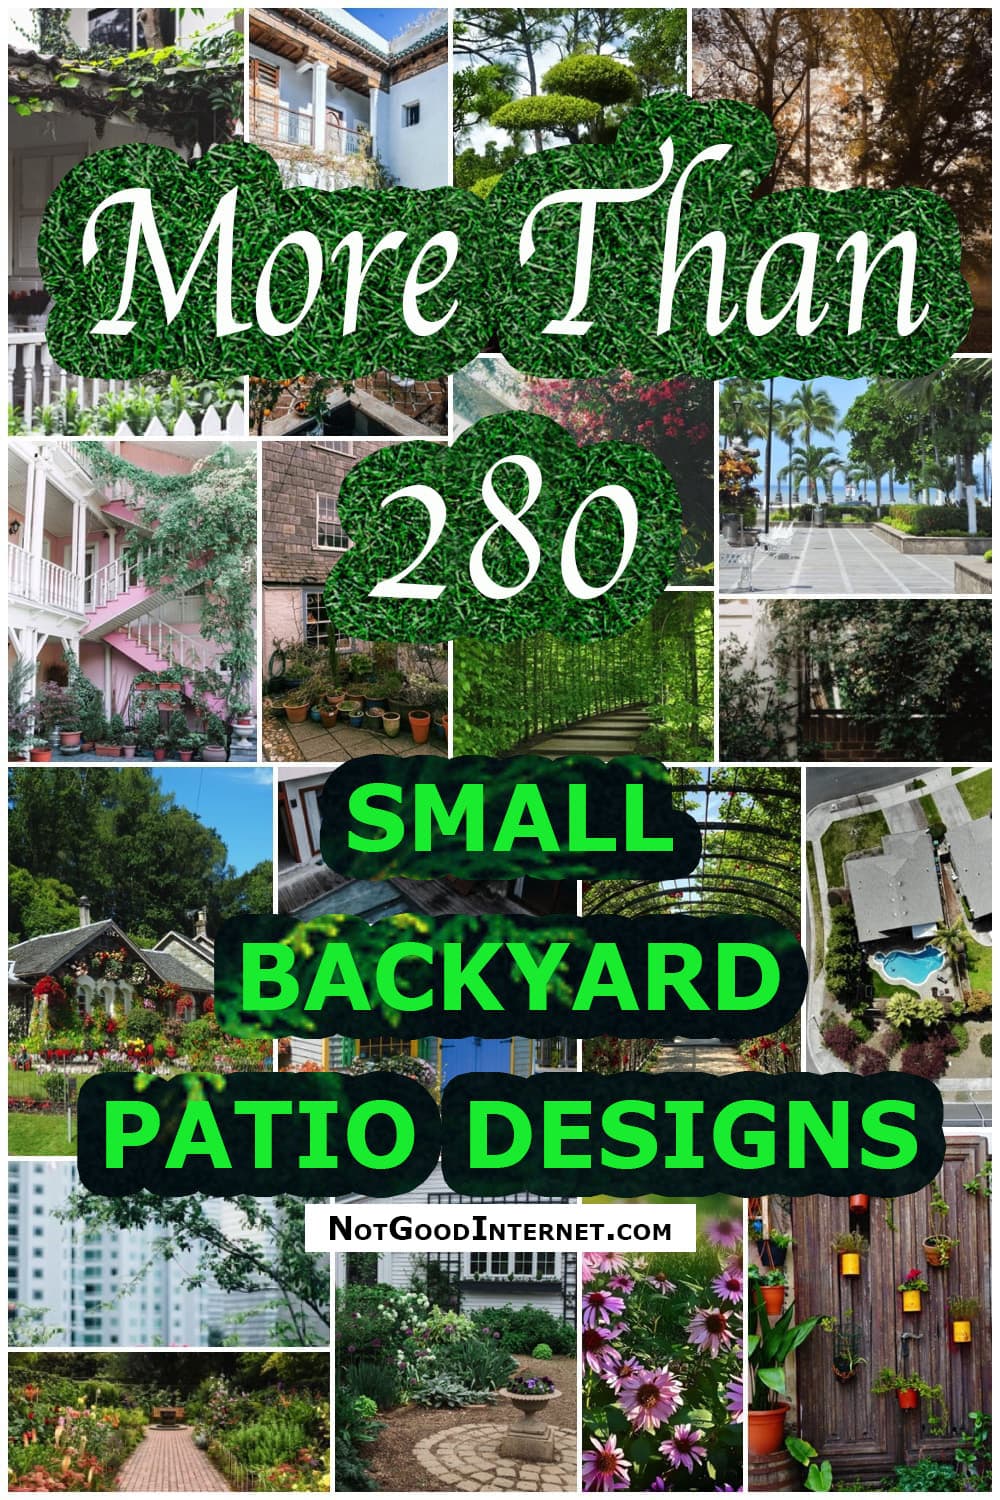 More Than
280
SMALL
BACKYARD
PATIO DESIGNS
NotGoodInternet.com